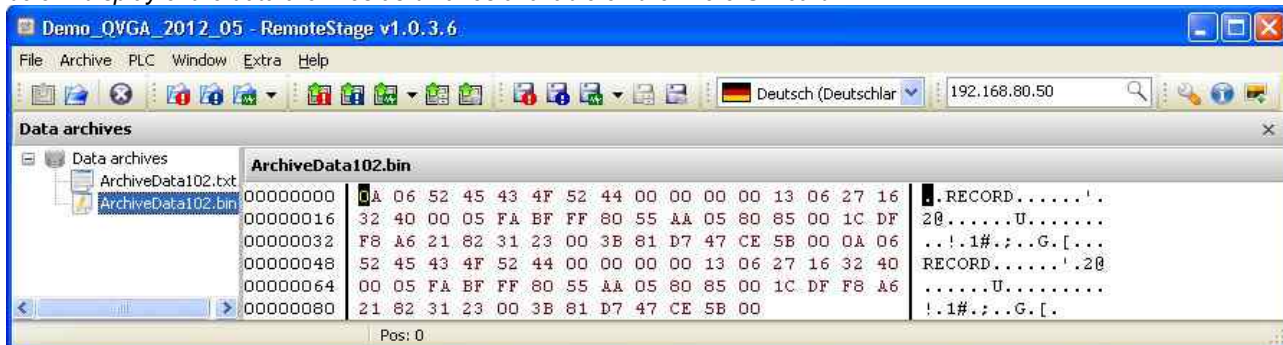 Demo_QVGA_2012_05 - RemoteStage v1.0.3.6
File Archive PLC Window Extra Help
Deutsch (Deutschlar 192.168.80.50
Data archives
Data archives
ArchiveData102.txt
ArchiveData102.bin
ArchiveData102.bin
00000000 0A 06 52 45 43 4F 52 44 00 00 00 00 13 06 27 16 ..RECORD......'.
00000016 32 40 00 05 FA BF FF 80 55 AA 05 80 85 00 1C DF 2@......U.......
00000032 F8 A6 21 82 31 23 00 3B 81 D7 47 CE 5B 00 0A 06 ..!.1#.;..G.[...
00000048 52 45 43 4F 52 44 00 00 00 00 13 06 27 16 32 40 RECORD......'.2@
00000064 00 05 FA BF FF 80 55 AA 05 80 85 00 1C DF F8 A6 ......U.........
00000080 21 82 31 23 00 3B 81 D7 47 CE 5B 00 !.1#.;..G.[.
Pos: 0